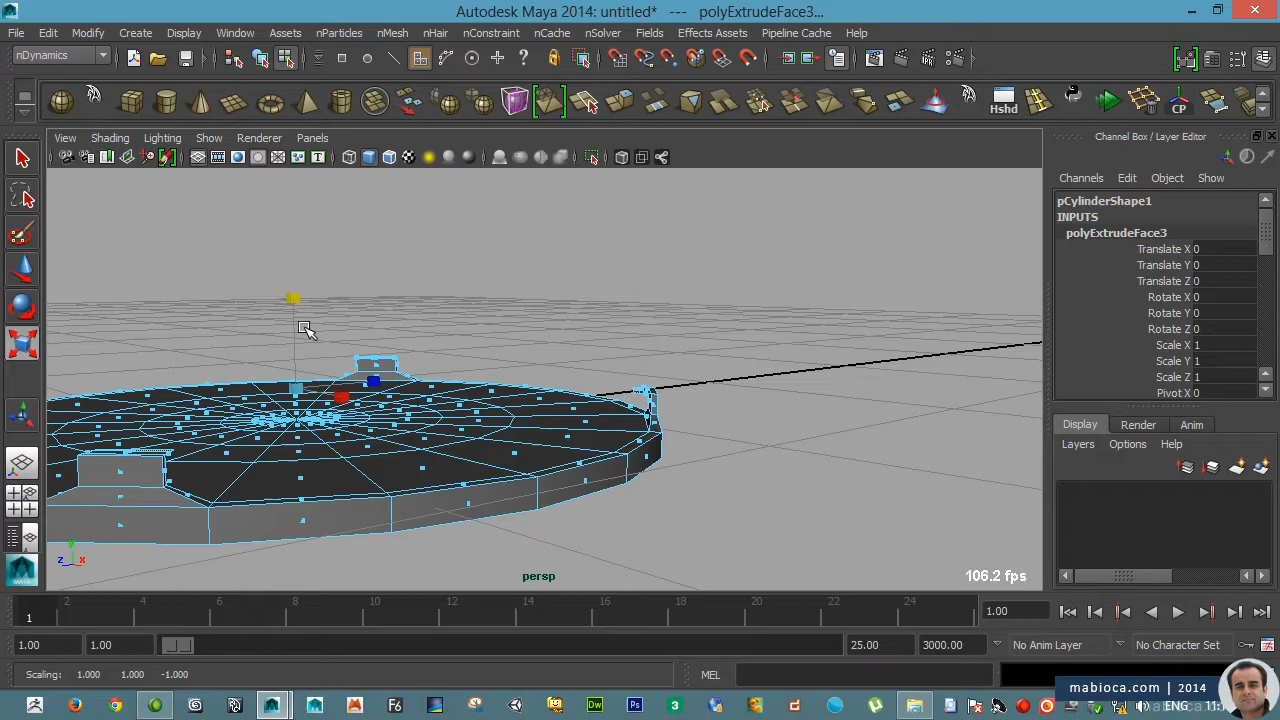 Autodesk Maya 2014: untitled*   ---   polyExtrudeFace3...
File Edit Modify Create Display Window Assets nParticles nMesh nHair nConstraint nCache nSolver Fields Effects Assets Pipeline Cache Help
nDynamics
Hshd CP
View Shading Lighting Show Renderer Panels
Channel Box / Layer Editor
Channels Edit Object Show
pCylinderShape1
INPUTS
polyExtrudeFace3
Translate X 0
Translate Y 0
Translate Z 0
Rotate X 0
Rotate Y 0
Rotate Z 0
Scale X 1
Scale Y 1
Scale Z 1
Pivot X 0
Display Render Anim
Layers Options Help
y
z x
persp
106.2 fps
1 2 4 6 8 10 12 14 16 18 20 22 24
1.00
1.00 1.00 25.00 3000.00 No Anim Layer No Character Set
Scaling: 1.000 1.000 -1.000
MEL
mabioca.com | 2014
ENG